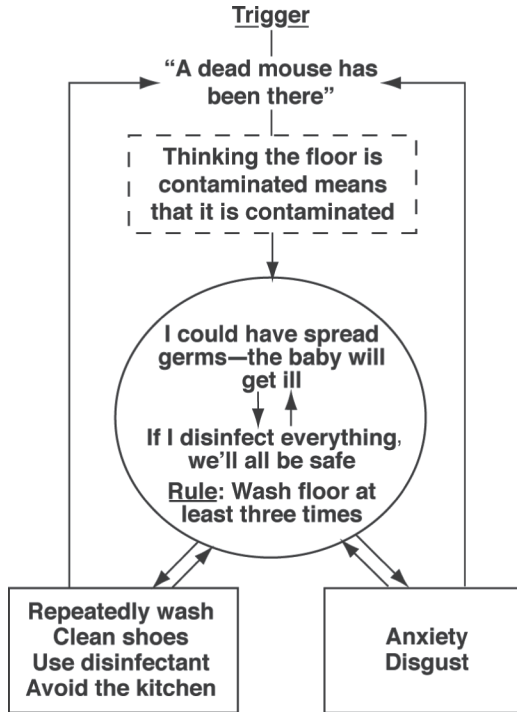 Trigger
“A dead mouse has
been there”
Thinking the floor is
contaminated means
that it is contaminated
I could have spread
germs—the baby will
get ill
If I disinfect everything,
we’ll all be safe
Rule: Wash floor at
least three times
Repeatedly wash
Clean shoes
Use disinfectant
Avoid the kitchen
Anxiety
Disgust